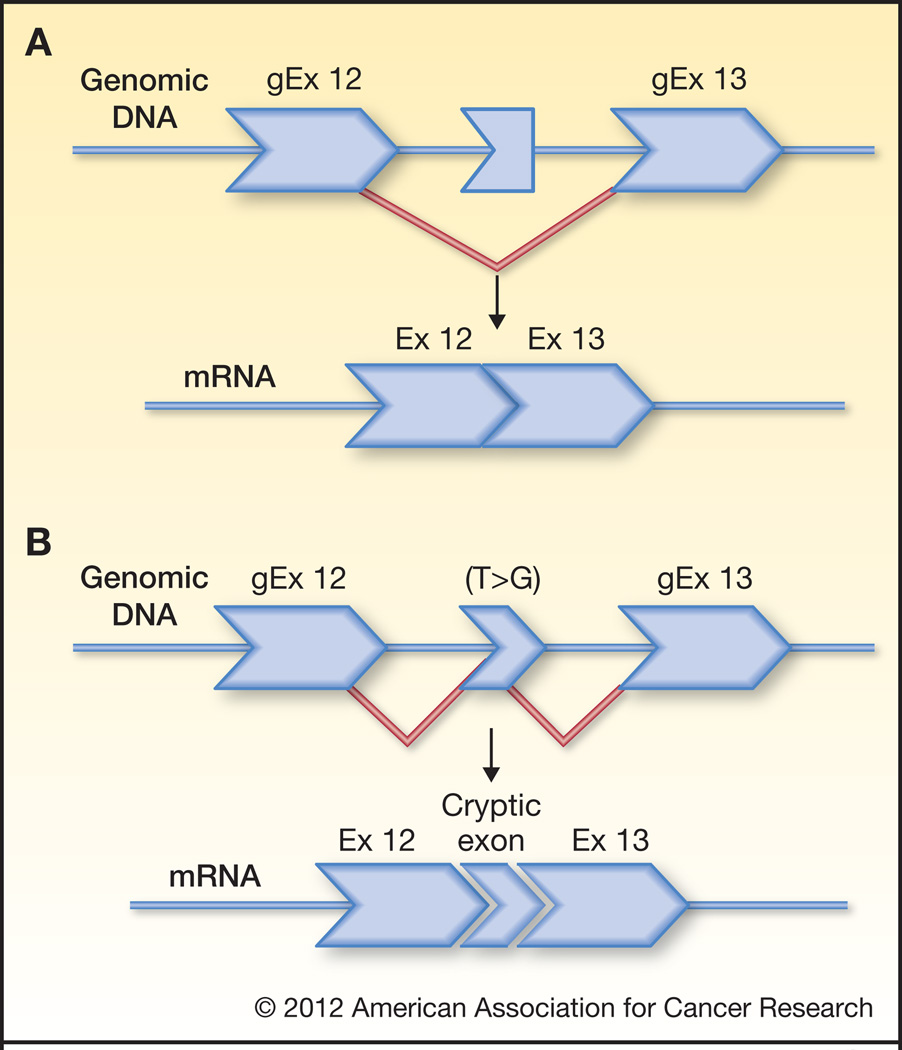 A
Genomic
DNA
gEx 12
gEx 13
Ex 12
Ex 13
mRNA
B
Genomic
DNA
gEx 12
(T>G)
gEx 13
Cryptic
exon
Ex 12
Ex 13
mRNA
© 2012 American Association for Cancer Research